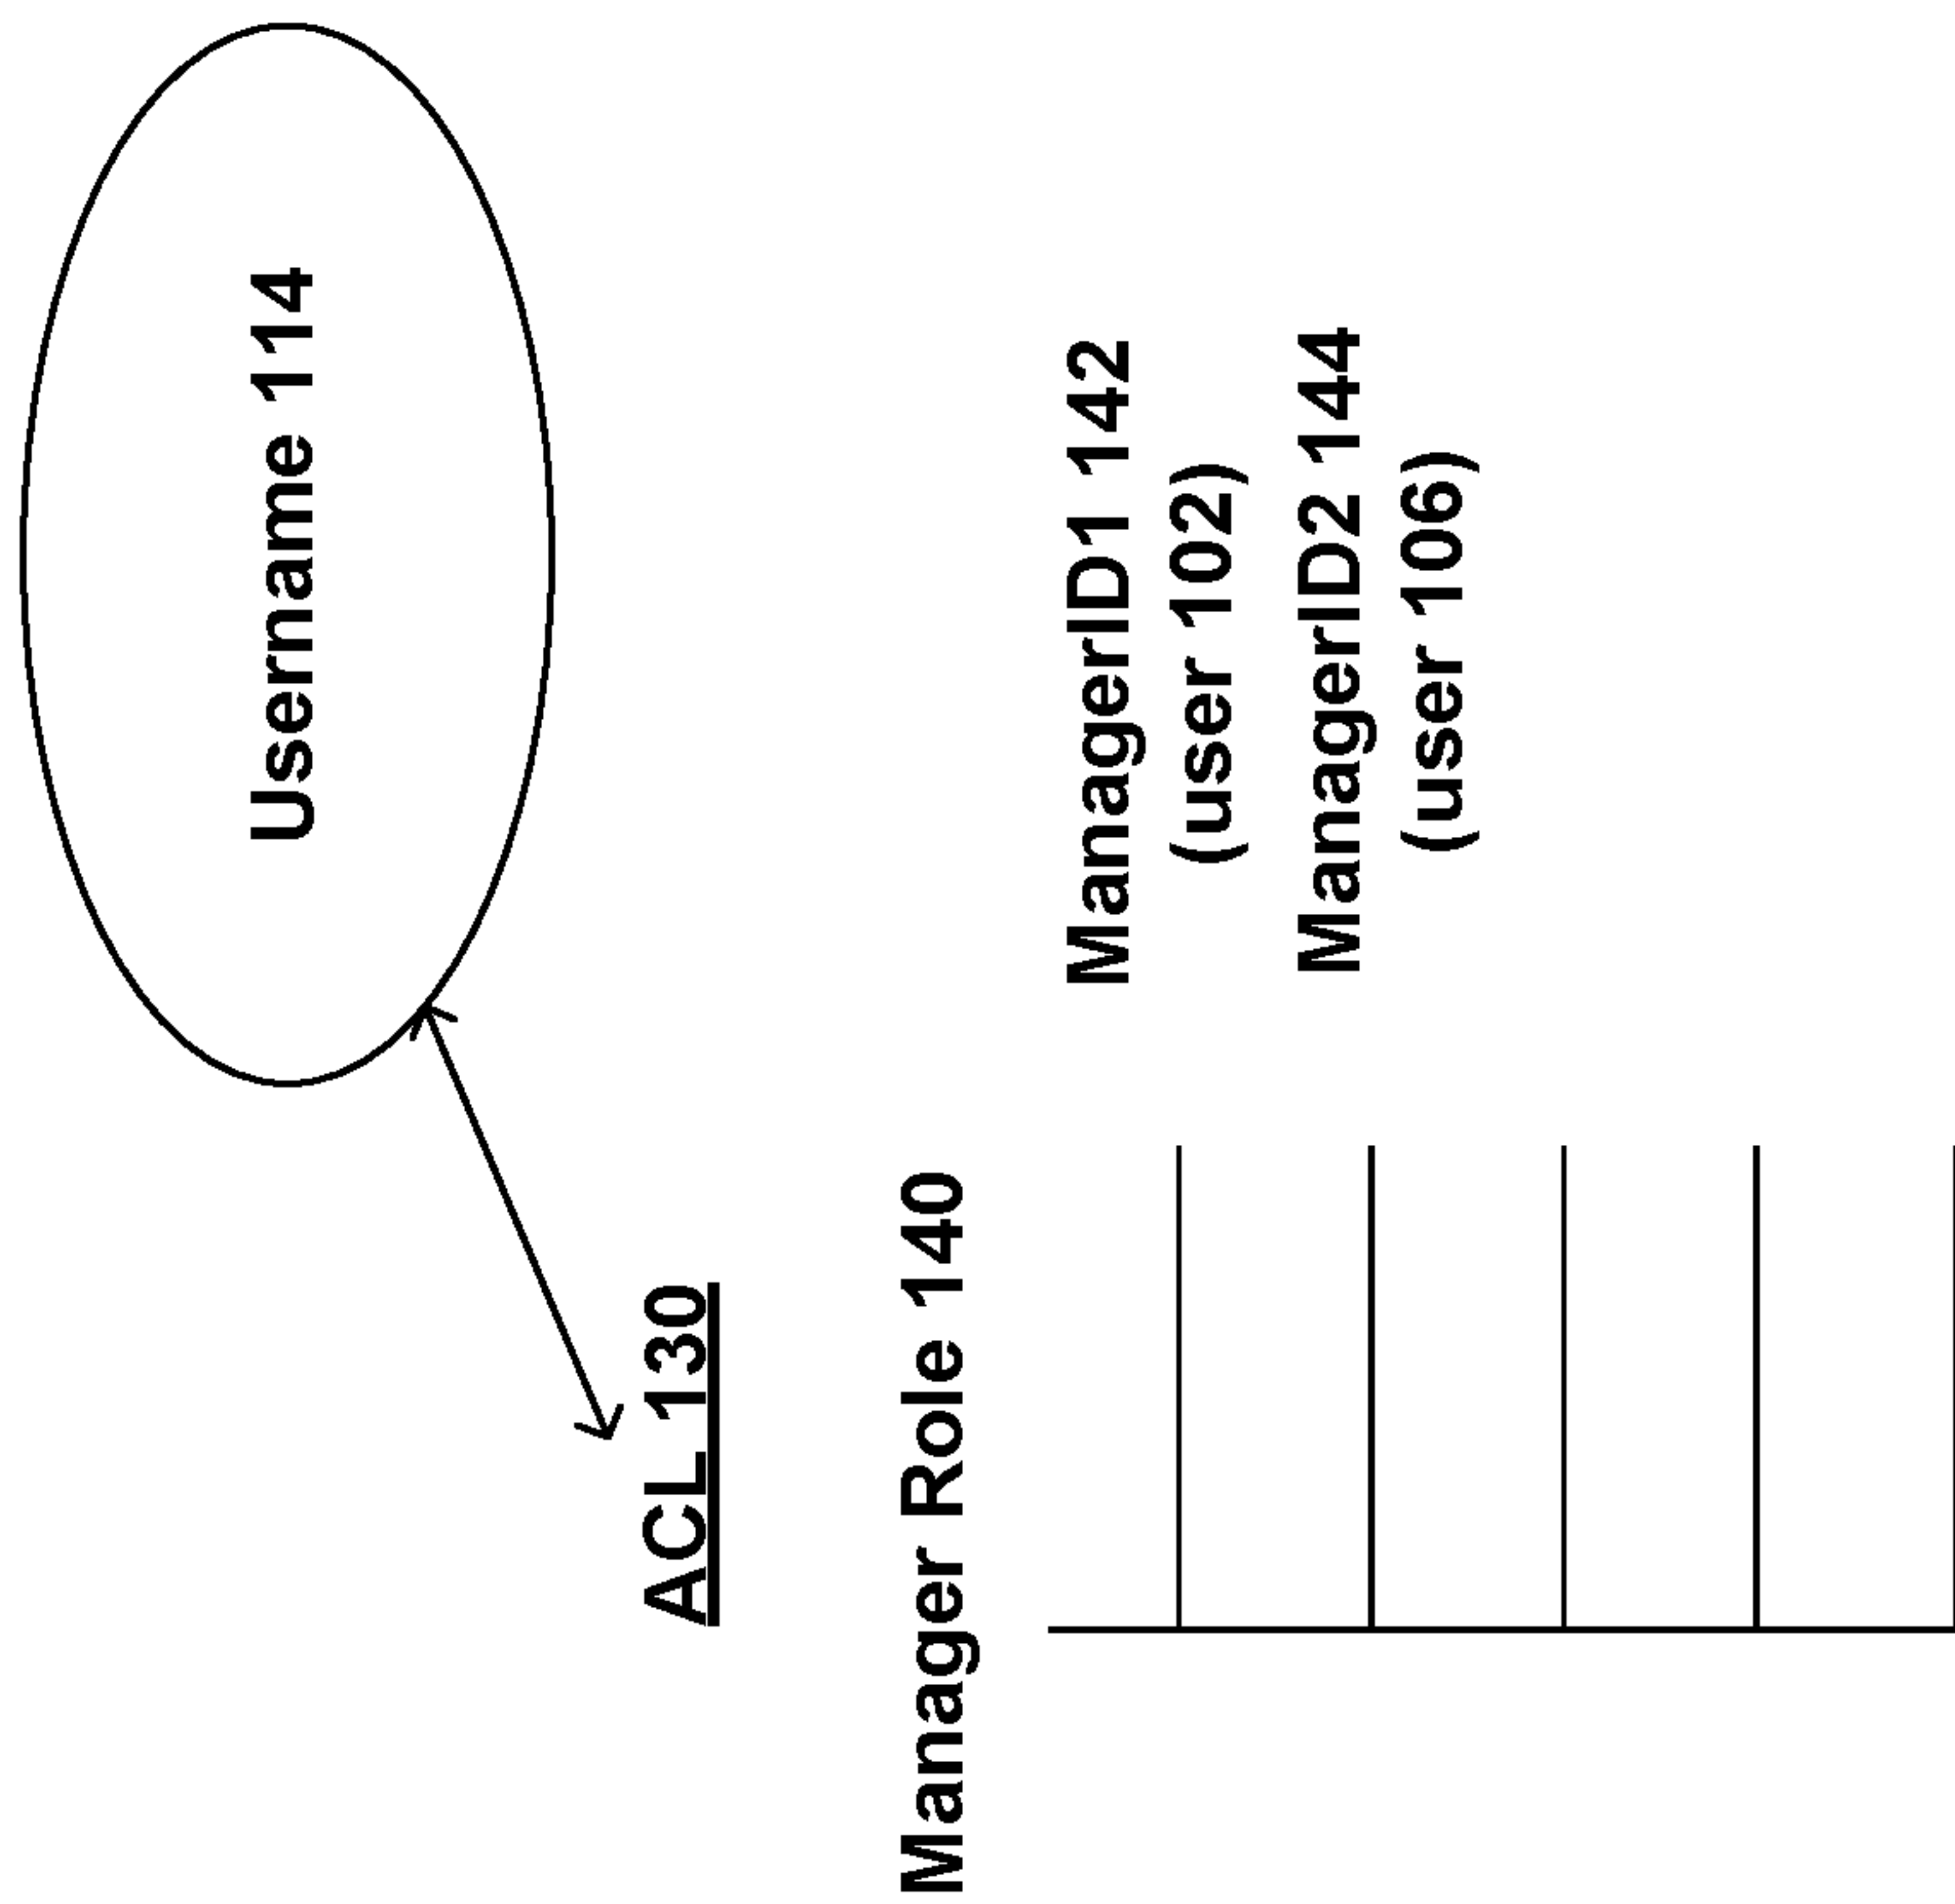 Username 114
ACL 130
Manager Role 140
ManagerID1 142
(user 102)
ManagerID2 144
(user 106)